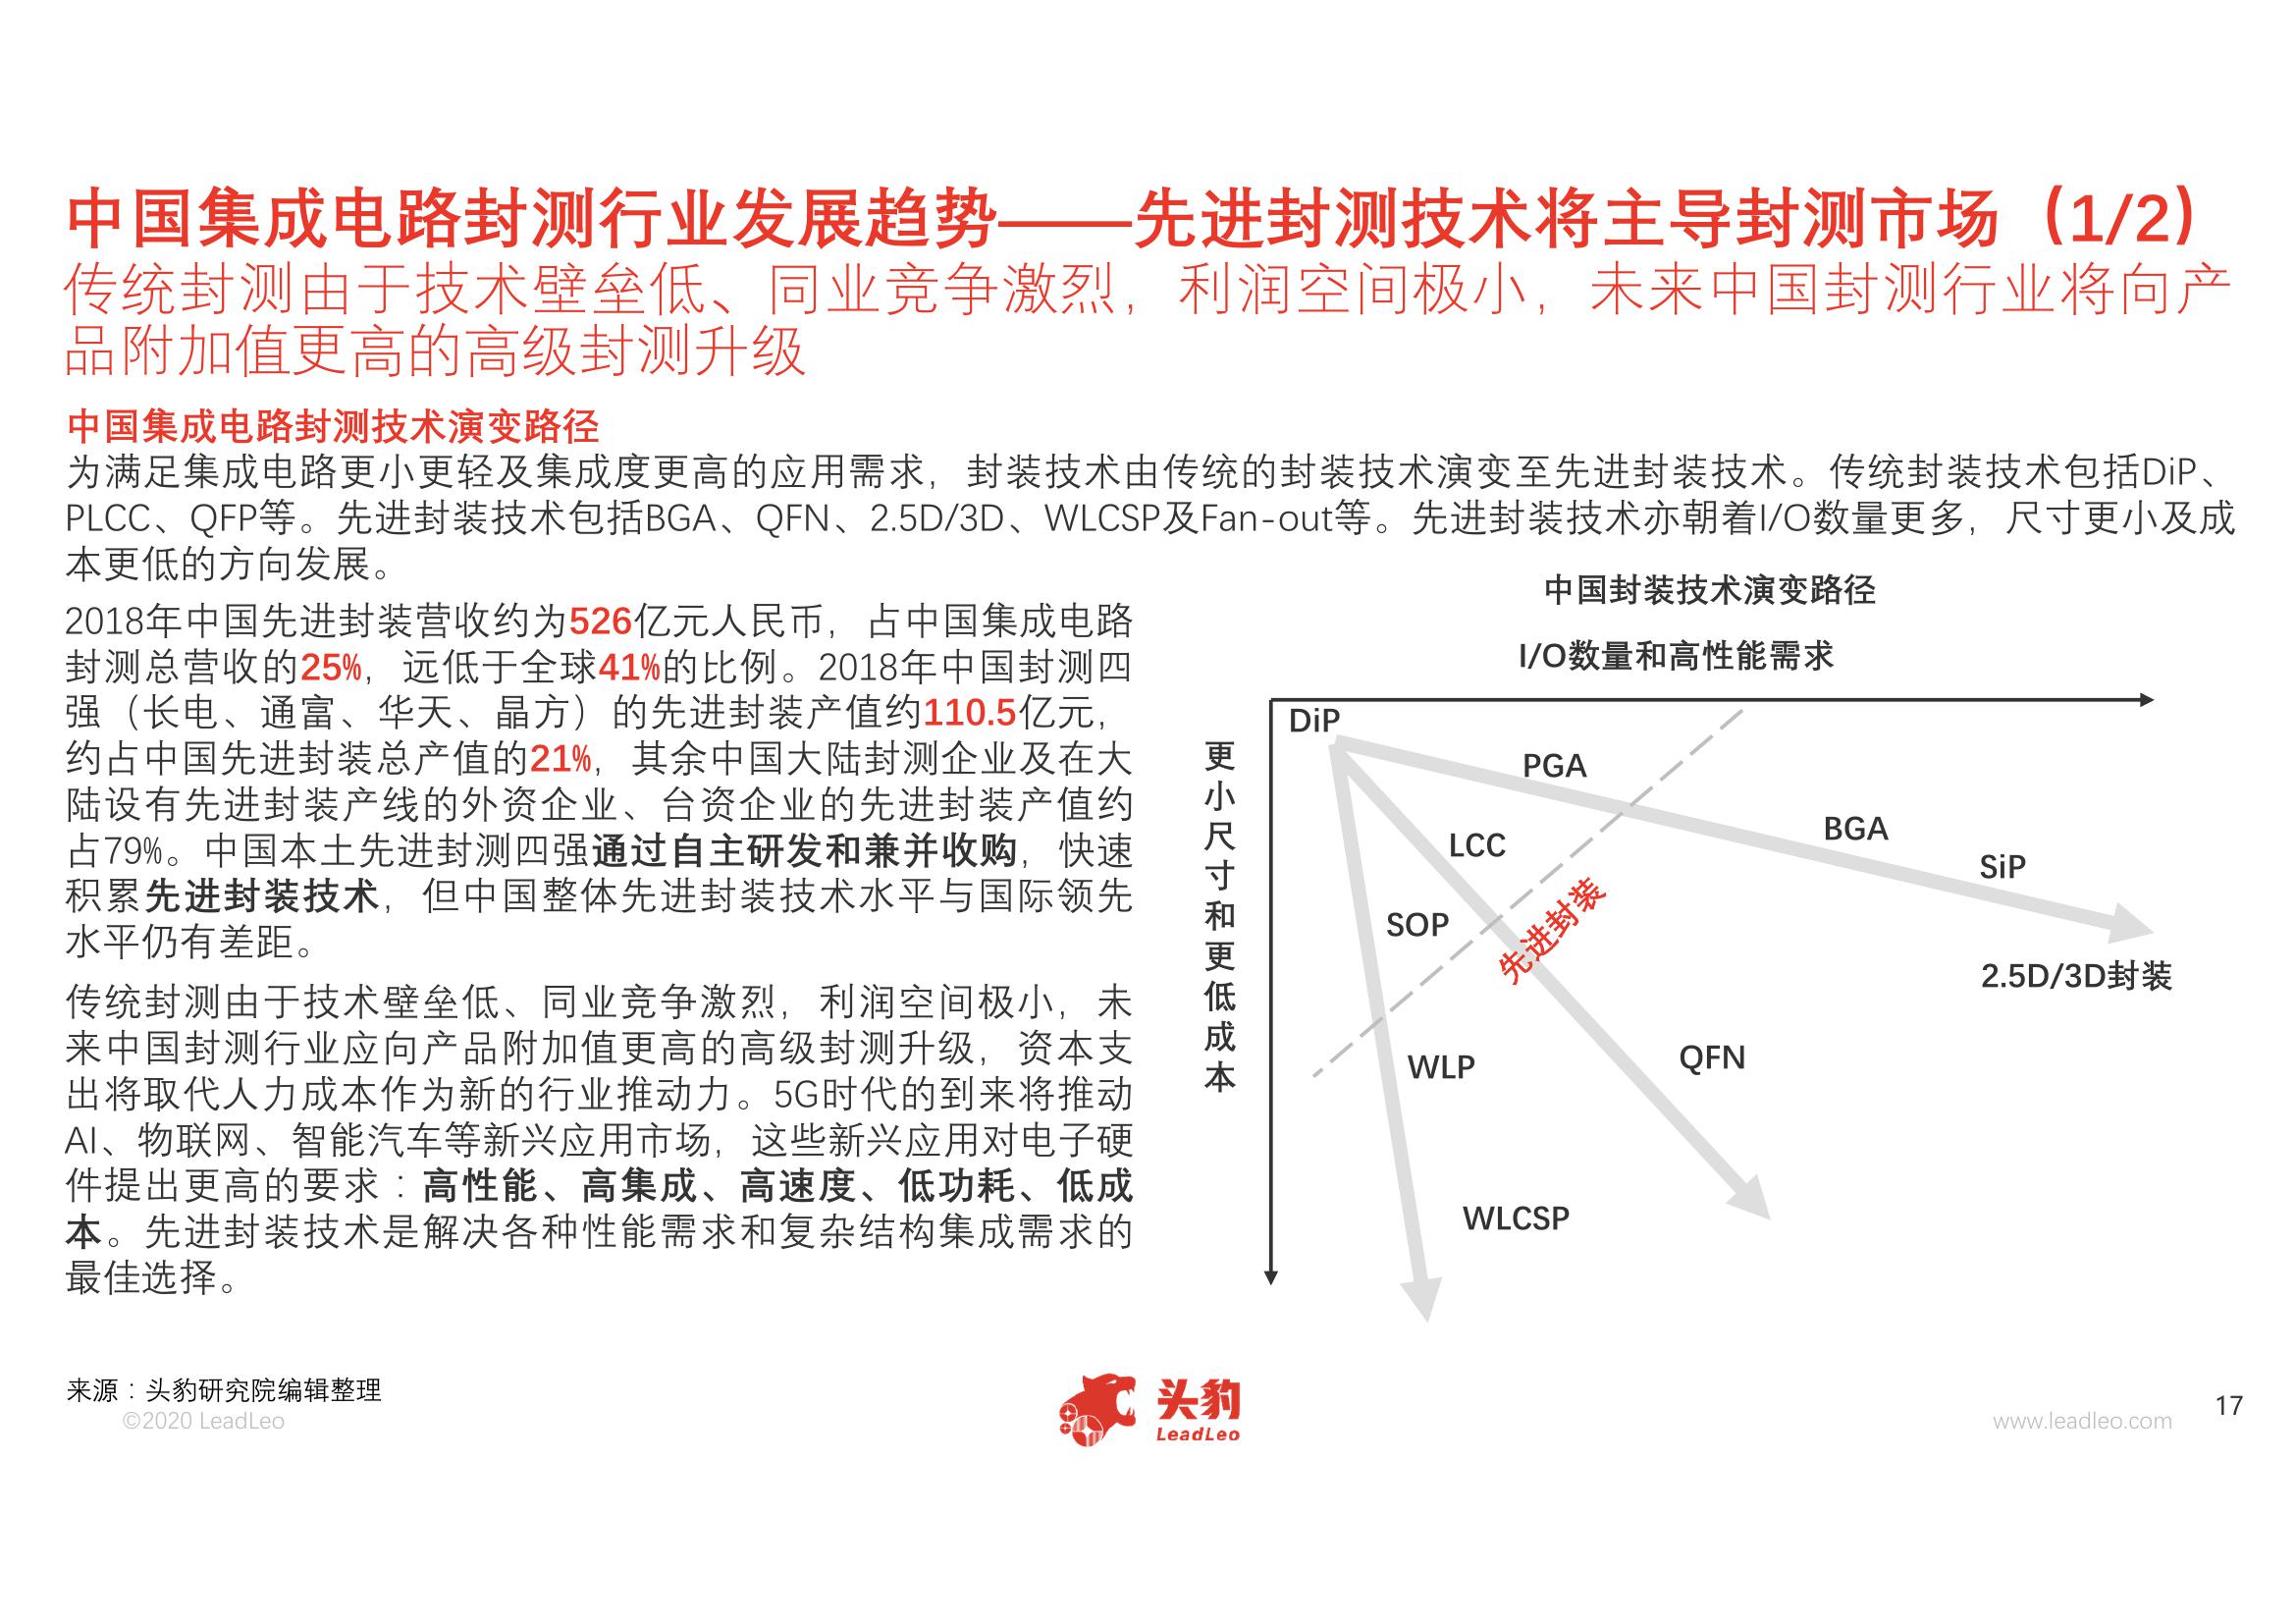 中国集成电路封测行业发展趋势——先进封测技术将主导封测市场（1/2）
传统封测由于技术壁垒低、同业竞争激烈，利润空间极小，未来中国封测行业将向产
品附加值更高的高级封测升级
中国集成电路封测技术演变路径
为满足集成电路更小更轻及集成度更高的应用需求，封装技术由传统的封装技术演变至先进封装技术。传统封装技术包括DiP、
PLCC、QFP等。先进封装技术包括BGA、QFN、2.5D/3D、WLCSP及Fan-out等。先进封装技术亦朝着I/O数量更多，尺寸更小及成
本更低的方向发展。
2018年中国先进封装营收约为526亿元人民币，占中国集成电路
封测总营收的25%，远低于全球41%的比例。2018年中国封测四
强（长电、通富、华天、晶方）的先进封装产值约110.5亿元，
约占中国先进封装总产值的21%，其余中国大陆封测企业及在大
陆设有先进封装产线的外资企业、台资企业的先进封装产值约
占79%。中国本土先进封测四强通过自主研发和兼并收购，快速
积累先进封装技术，但中国整体先进封装技术水平与国际领先
水平仍有差距。
传统封测由于技术壁垒低、同业竞争激烈，利润空间极小，未
来中国封测行业应向产品附加值更高的高级封测升级，资本支
出将取代人力成本作为新的行业推动力。5G时代的到来将推动
AI、物联网、智能汽车等新兴应用市场，这些新兴应用对电子硬
件提出更高的要求：高性能、高集成、高速度、低功耗、低成
本。先进封装技术是解决各种性能需求和复杂结构集成需求的
最佳选择。
中国封装技术演变路径
I/O数量和高性能需求
更小尺寸和更低成本
DiP
PGA
BGA
LCC
SiP
SOP
先进封装
2.5D/3D封装
WLP
QFN
WLCSP
来源：头豹研究院编辑整理
©2020 LeadLeo
头豹
LeadLeo
www.leadleo.com
17